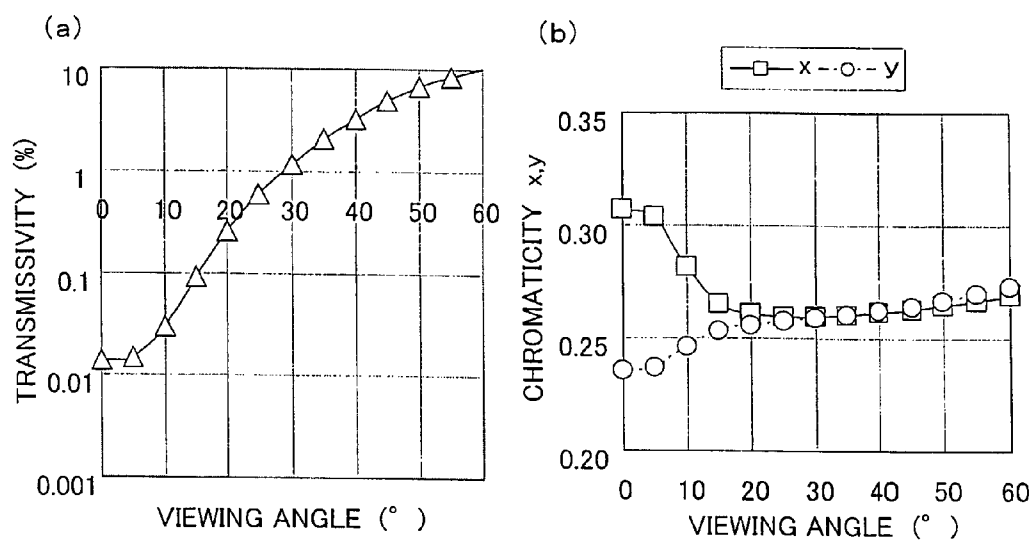 (a)
TRANSMISSIVITY (%)
10
1
0.1
0.01
0.001
0 10 20 30 40 50 60
VIEWING ANGLE (° )
(b)
x y
CHROMATICITY x,y
0.35
0.30
0.25
0.20
0 10 20 30 40 50 60
VIEWING ANGLE (° )